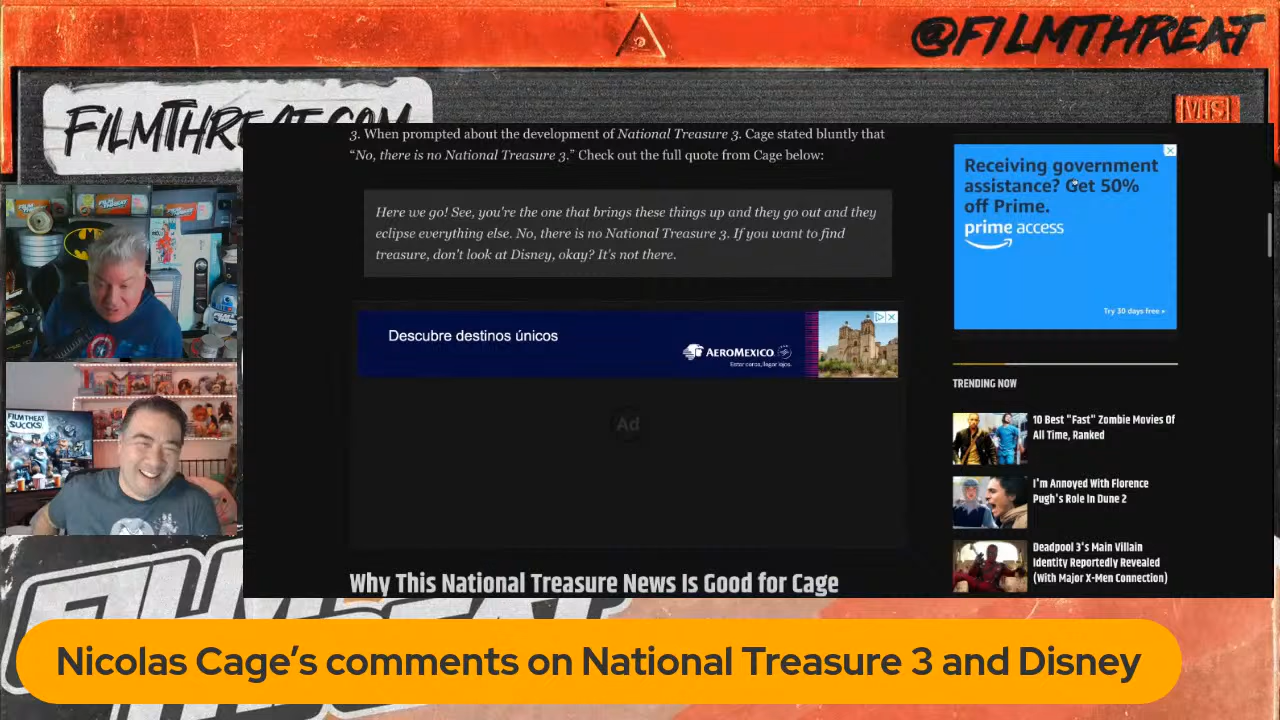 @FILMTHREAT
FILMTHREAT.COM
3. When prompted about the development of National Treasure 3. Cage stated bluntly that
“No, there is no National Treasure 3.” Check out the full quote from Cage below:
Here we go! See, you're the one that brings these things up and they go out and they
eclipse everything else. No, there is no National Treasure 3. If you want to find
treasure, don't look at Disney, okay? It's not there.
Descubre destinos únicos
AEROMEXICO
Ad
Why This National Treasure News Is Good for Cage
Receiving government
assistance? Get 50%
off Prime.
prime access
Try 30 days free
TRENDING NOW
10 Best "Fast" Zombie Movies Of
All Time, Ranked
I'm Annoyed With Florence
Pugh's Role In Dune 2
Deadpool 3's Main Villain
Identity Reportedly Revealed
(With Major X-Men Connection)
FILM THEAT
SUCCKS!
Nicolas Cage’s comments on National Treasure 3 and Disney